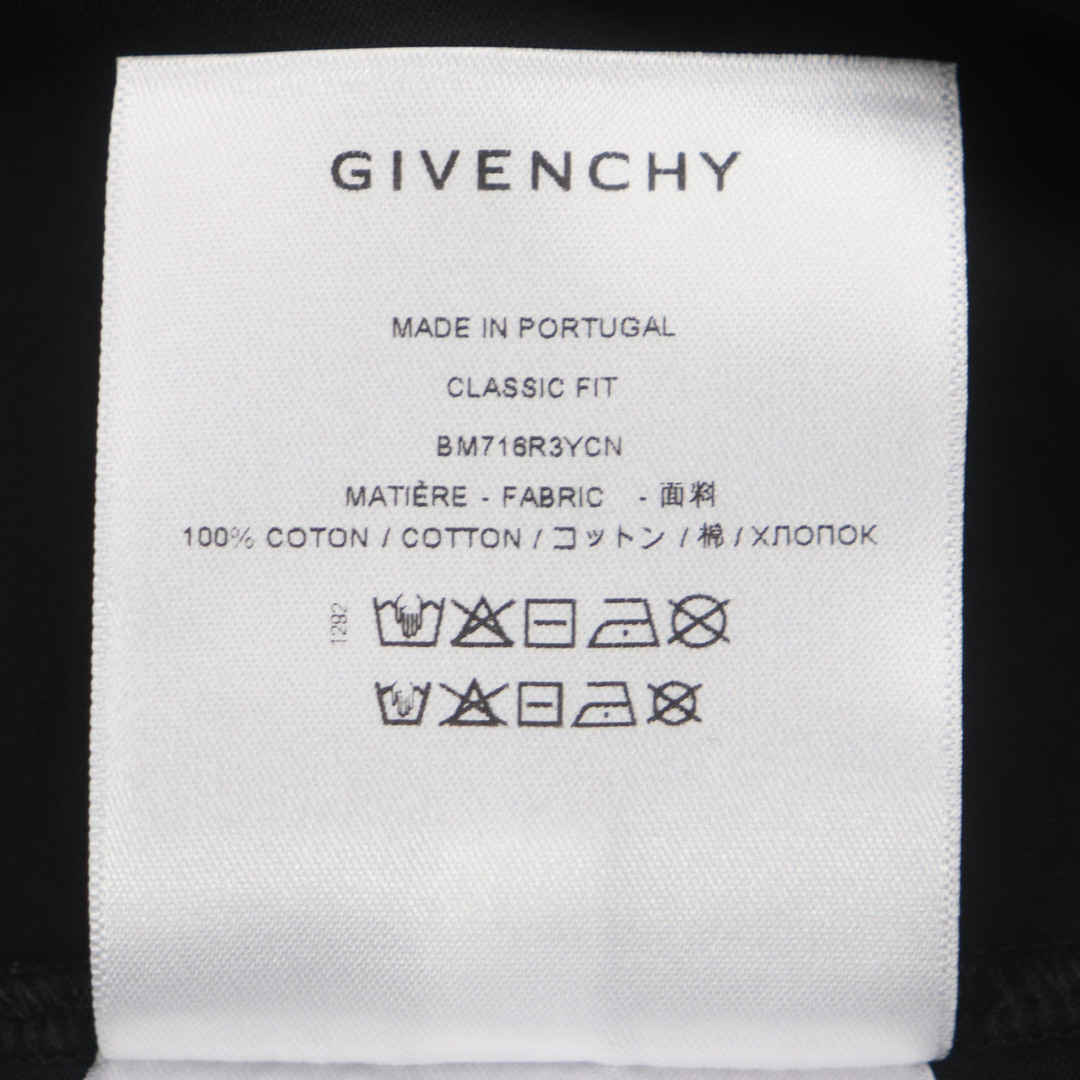 GIVENCHY
MADE IN PORTUGAL
CLASSIC FIT
BM716R3YCN
MATIÈRE - FABRIC - 面料
100% COTON / COTTON / コットン / 棉 / ХЛОПОК
1292